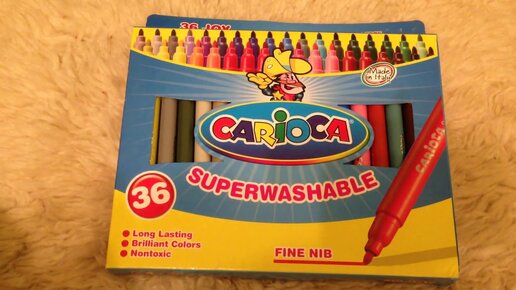 36 JOY
Made
in Italy
CARIOCA®
CARIOCA
SUPERWASHABLE
36
• Long Lasting
• Brilliant Colors
• Nontoxic
FINE NIB